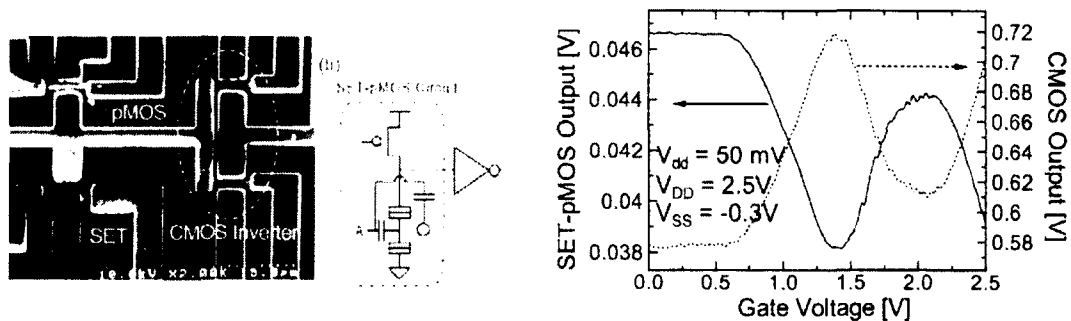 pMOS
SET
CMOS Inverter
(b)
SET-pMOS Circuit
A
SET-pMOS Output [V]
0.046
0.044
0.042
0.04
0.038
V_dd = 50 mV
V_DD = 2.5V
V_SS = -0.3V
0.72
0.7
0.68
0.66
0.64
0.62
0.6
0.58
CMOS Output [V]
0.0 0.5 1.0 1.5 2.0 2.5
Gate Voltage [V]